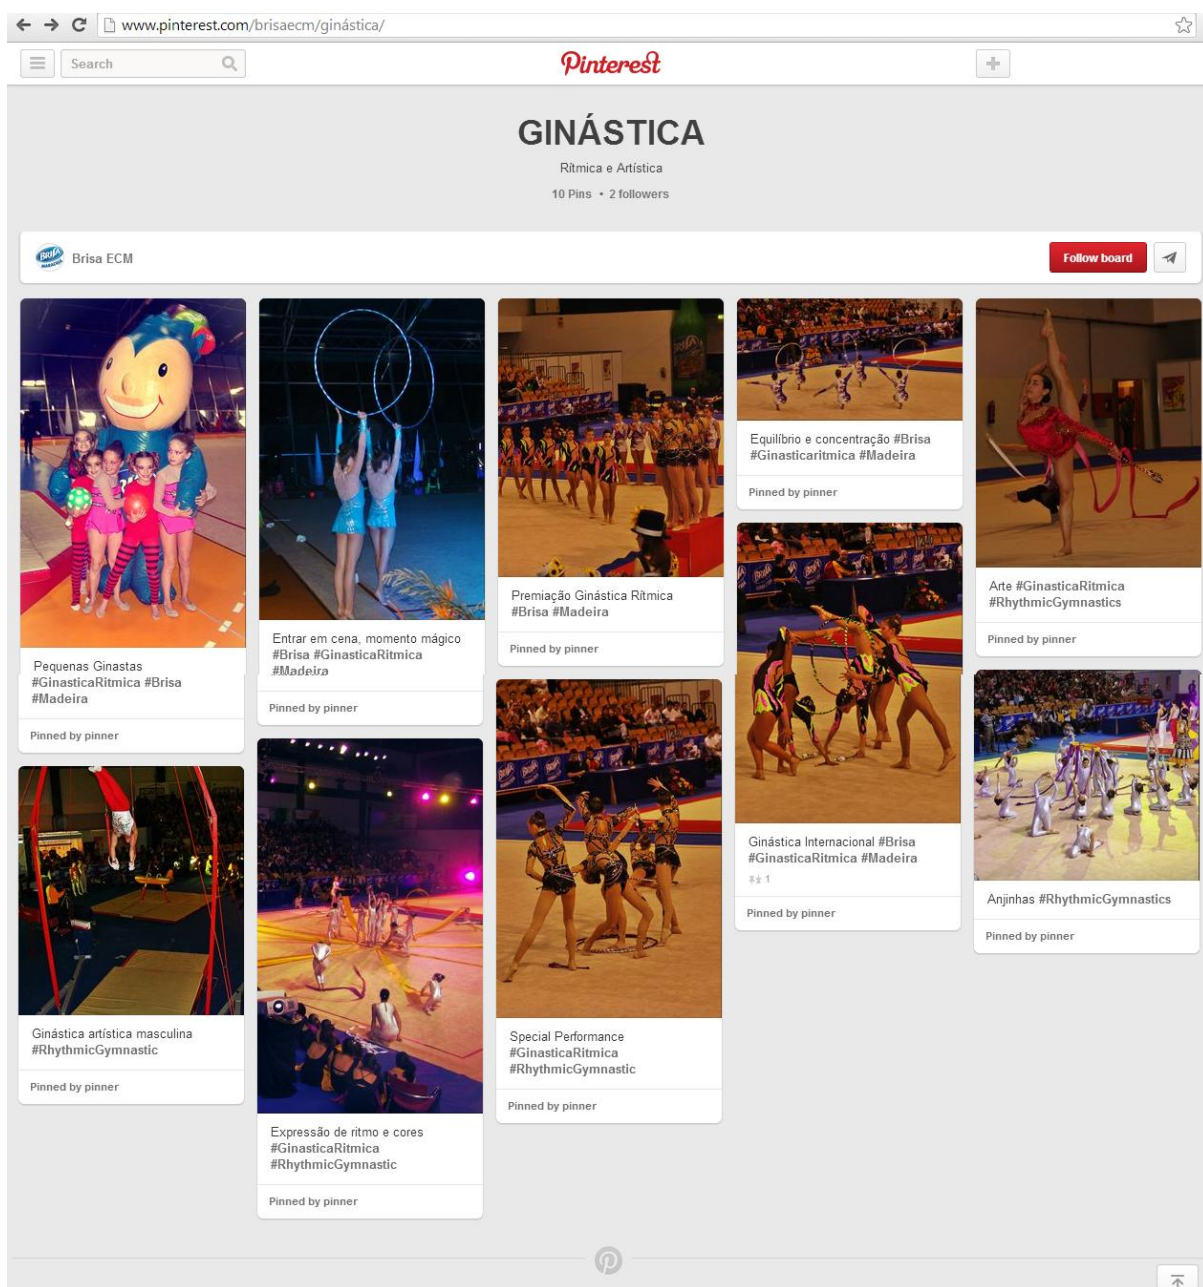 www.pinterest.com/brisaecm/ginástica/
Search
Pinterest
GINÁSTICA
Rítmica e Artística
10 Pins • 2 followers
BRISA
Brisa ECM
Follow board
Pequenas Ginastas
#GinasticaRitmica #Brisa
#Madeira
Pinned by pinner
Entrar em cena, momento mágico
#Brisa #GinasticaRitmica
#Madeira
Pinned by pinner
BRISA
Premiação Ginástica Rítmica
#Brisa #Madeira
Pinned by pinner
Equilíbrio e concentração #Brisa
#Ginasticaritmica #Madeira
Pinned by pinner
Arte #GinasticaRitmica
#RhythmicGymnastics
Pinned by pinner
Ginástica artística masculina
#RhythmicGymnastic
Pinned by pinner
Expressão de ritmo e cores
#GinasticaRitmica
#RhythmicGymnastic
Pinned by pinner
Special Performance
#GinasticaRitmica
#RhythmicGymnastic
Pinned by pinner
BRISA
Ginástica Internacional #Brisa
#GinasticaRitmica #Madeira
1
Pinned by pinner
Anjinhas #RhythmicGymnastics
Pinned by pinner